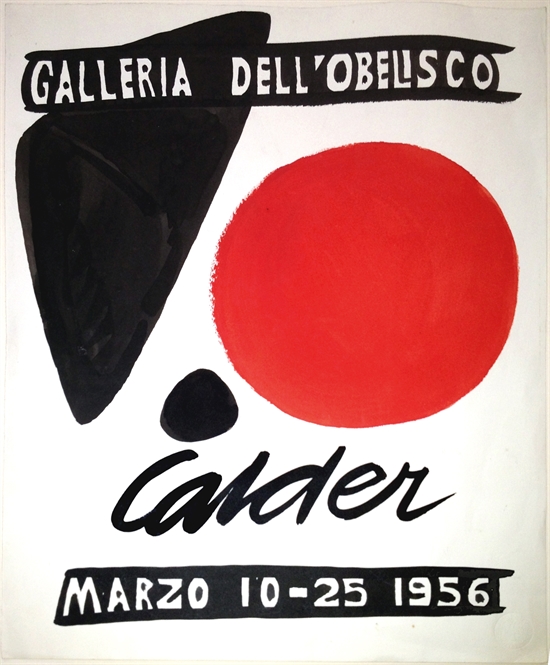 GALLERIA DELL'OBELISCO
Calder
MARZO 10-25 1956